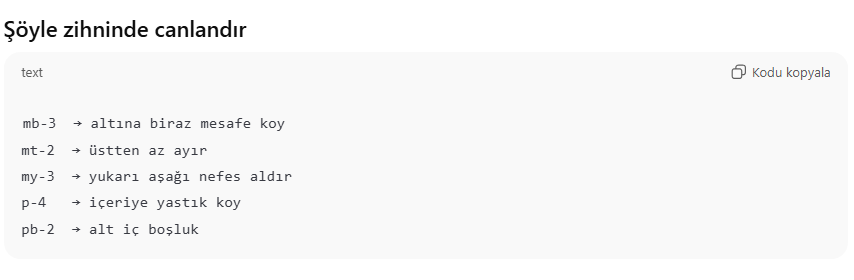 Şöyle zihninde canlandır
text
Kodu kopyala
mb-3 → altına biraz mesafe koy
mt-2 → üstten az ayır
my-3 → yukarı aşağı nefes aldır
p-4 → içeriye yastık koy
pb-2 → alt iç boşluk